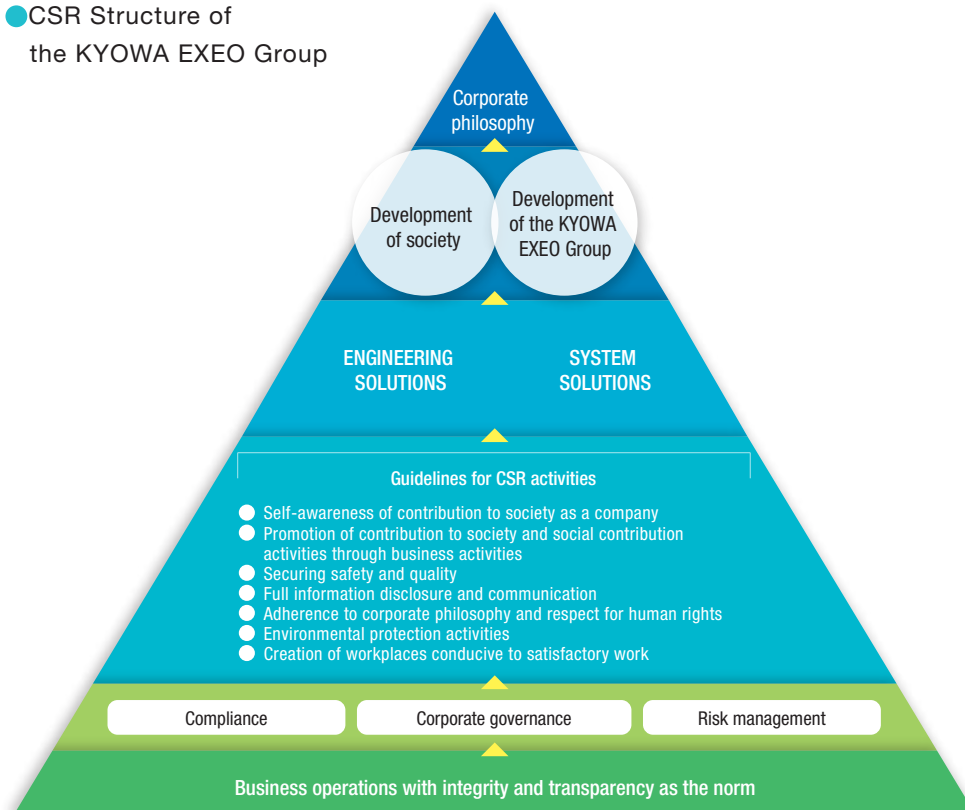 CSR Structure of
the KYOWA EXEO Group
Corporate
philosophy
Development
of society
Development
of the KYOWA
EXEO Group
ENGINEERING
SOLUTIONS
SYSTEM
SOLUTIONS
Guidelines for CSR activities
Self-awareness of contribution to society as a company
Promotion of contribution to society and social contribution
activities through business activities
Securing safety and quality
Full information disclosure and communication
Adherence to corporate philosophy and respect for human rights
Environmental protection activities
Creation of workplaces conducive to satisfactory work
Compliance
Corporate governance
Risk management
Business operations with integrity and transparency as the norm